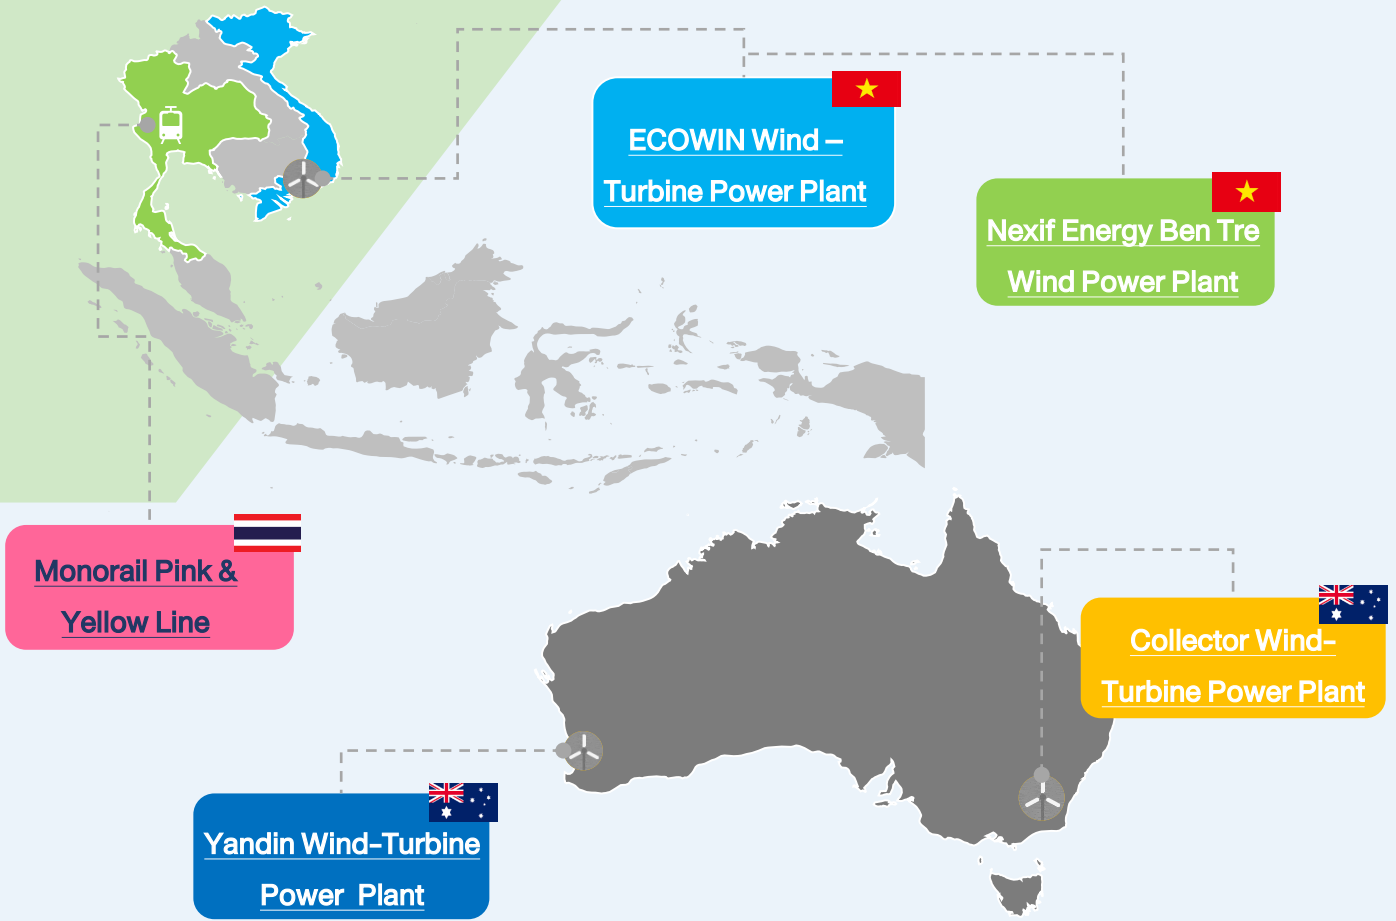 ECOWIN Wind –
Turbine Power Plant
Nexif Energy Ben Tre
Wind Power Plant
Monorail Pink &
Yellow Line
Collector Wind-
Turbine Power Plant
Yandin Wind-Turbine
Power Plant